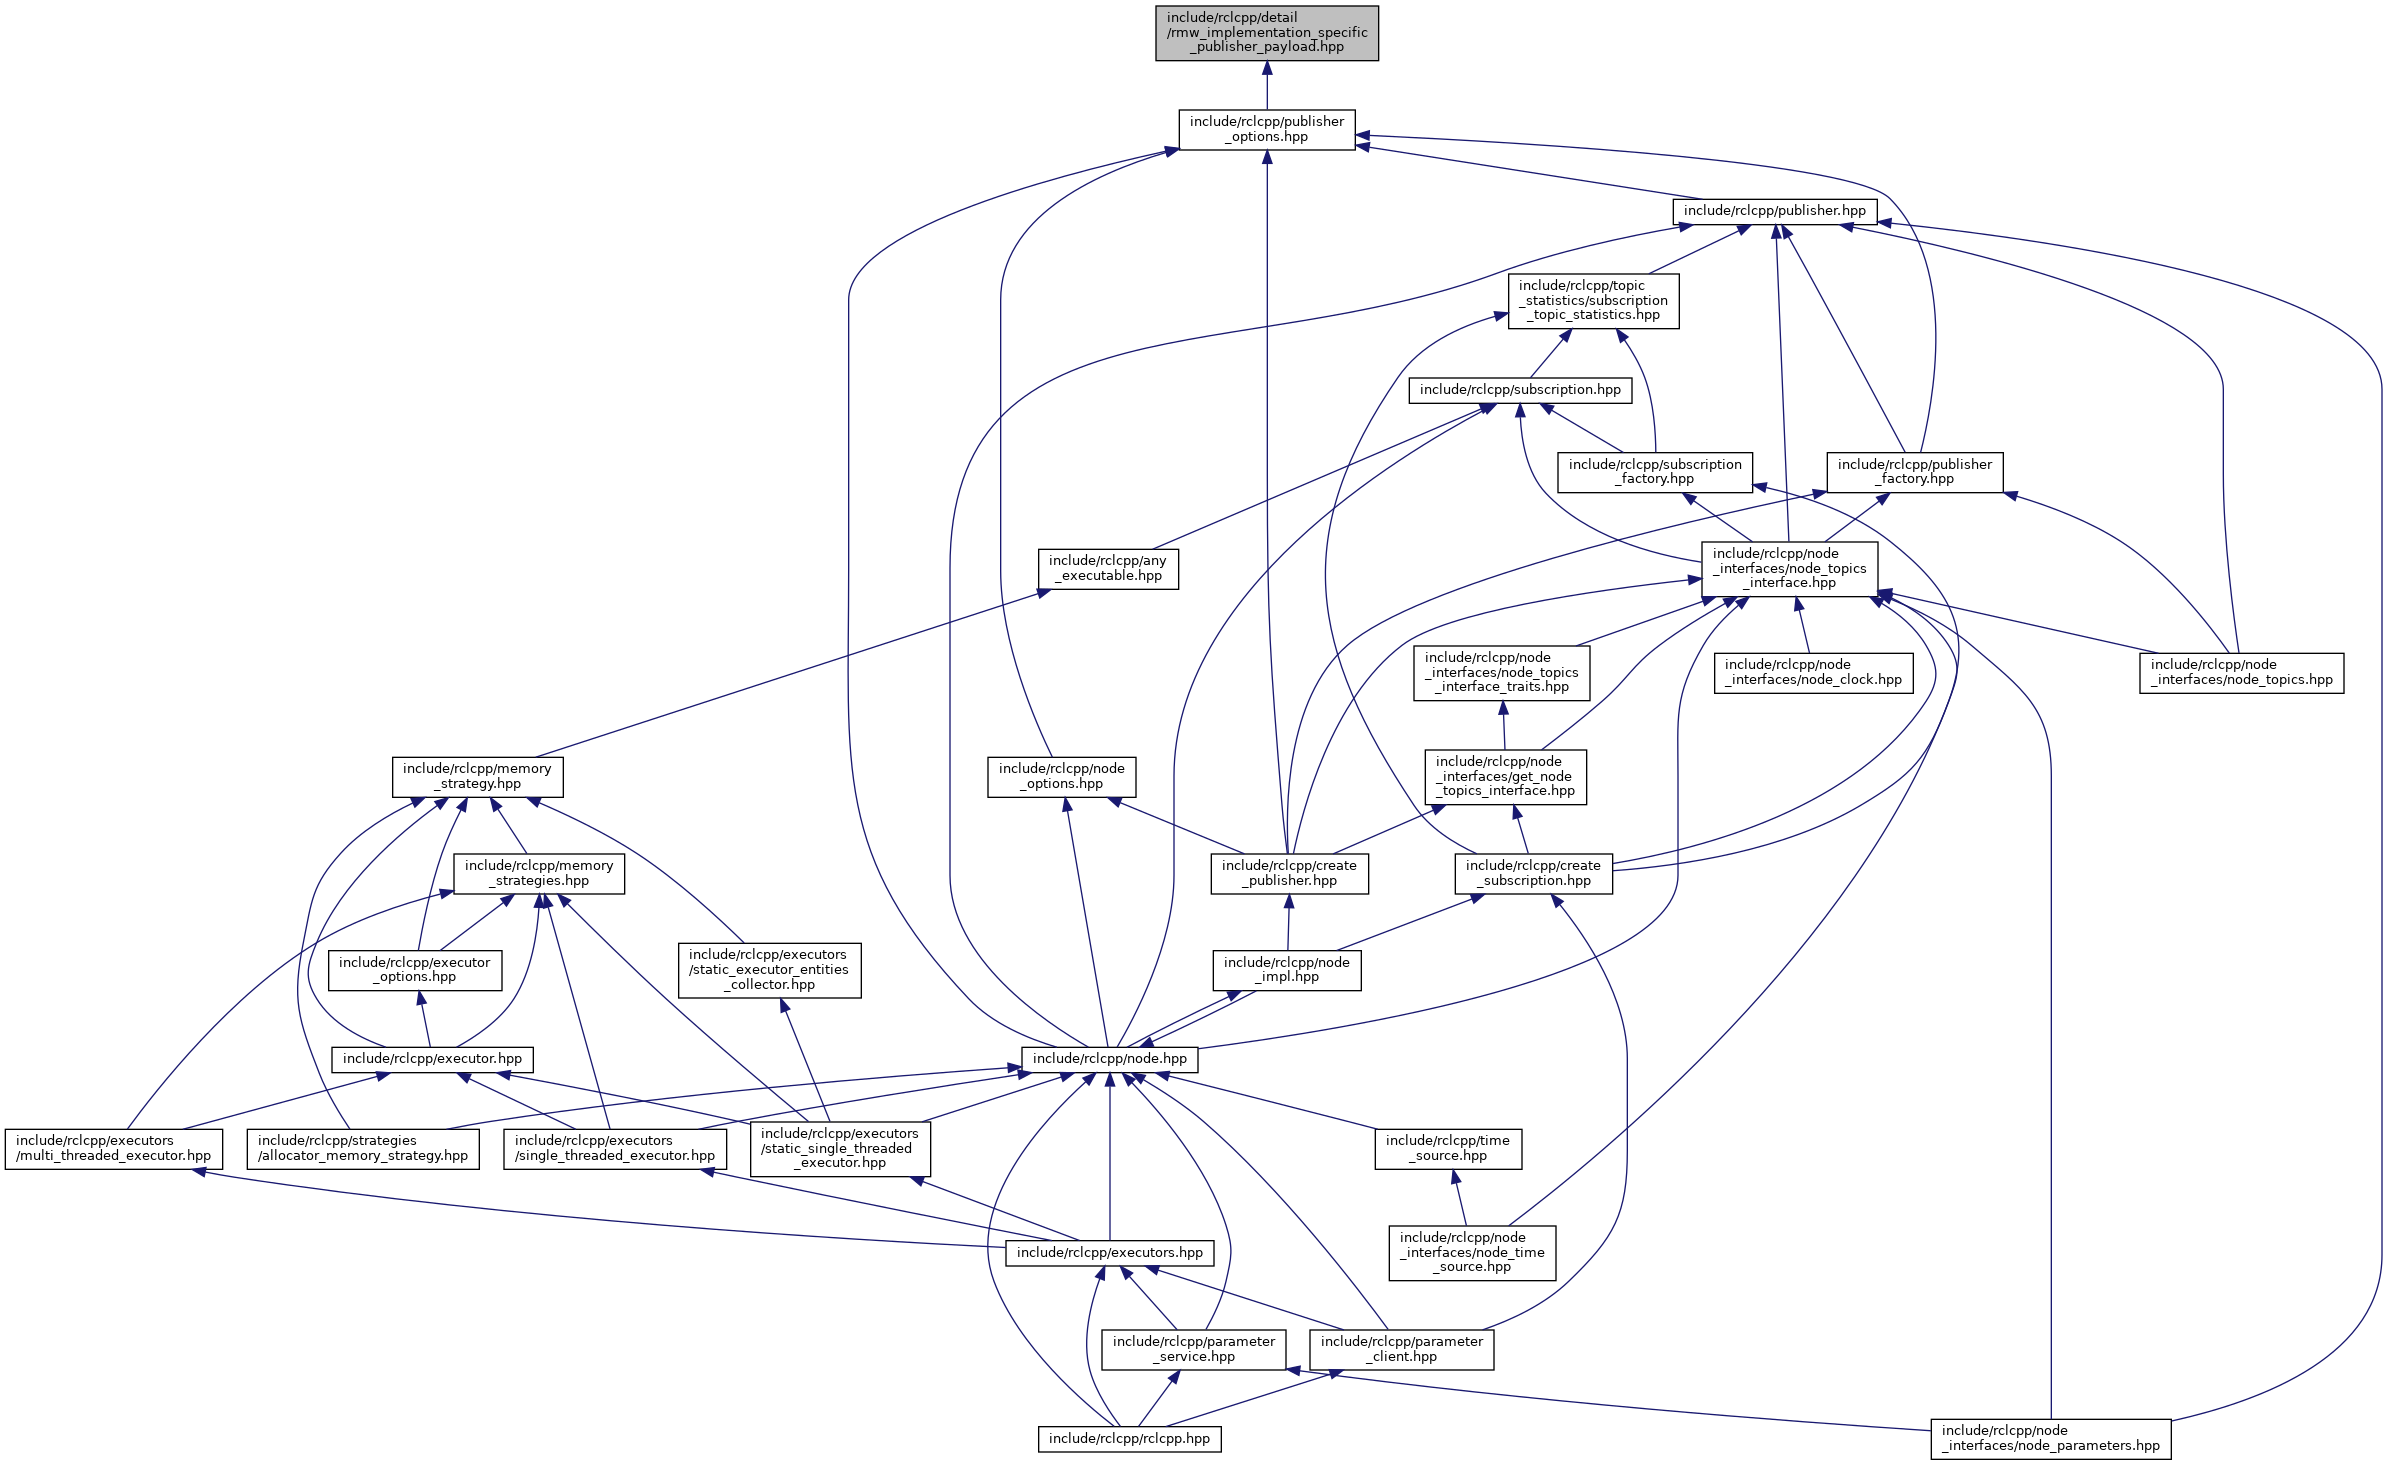 include/rclcpp/detail
/rmw_implementation_specific
_publisher_payload.hpp
include/rclcpp/publisher
_options.hpp
include/rclcpp/publisher.hpp
include/rclcpp/topic
_statistics/subscription
_topic_statistics.hpp
include/rclcpp/subscription.hpp
include/rclcpp/subscription
_factory.hpp
include/rclcpp/publisher
_factory.hpp
include/rclcpp/any
_executable.hpp
include/rclcpp/node
_interfaces/node_topics
_interface.hpp
include/rclcpp/node
_interfaces/node_topics
_interface_traits.hpp
include/rclcpp/node
_interfaces/node_clock.hpp
include/rclcpp/node
_interfaces/node_topics.hpp
include/rclcpp/memory
_strategy.hpp
include/rclcpp/node
_options.hpp
include/rclcpp/node
_interfaces/get_node
_topics_interface.hpp
include/rclcpp/memory
_strategies.hpp
include/rclcpp/create
_publisher.hpp
include/rclcpp/create
_subscription.hpp
include/rclcpp/executor
_options.hpp
include/rclcpp/executors
/static_executor_entities
_collector.hpp
include/rclcpp/node
_impl.hpp
include/rclcpp/executor.hpp
include/rclcpp/node.hpp
include/rclcpp/executors
/multi_threaded_executor.hpp
include/rclcpp/strategies
/allocator_memory_strategy.hpp
include/rclcpp/executors
/single_threaded_executor.hpp
include/rclcpp/executors
/static_single_threaded
_executor.hpp
include/rclcpp/time
_source.hpp
include/rclcpp/executors.hpp
include/rclcpp/node
_interfaces/node_time
_source.hpp
include/rclcpp/parameter
_service.hpp
include/rclcpp/parameter
_client.hpp
include/rclcpp/rclcpp.hpp
include/rclcpp/node
_interfaces/node_parameters.hpp